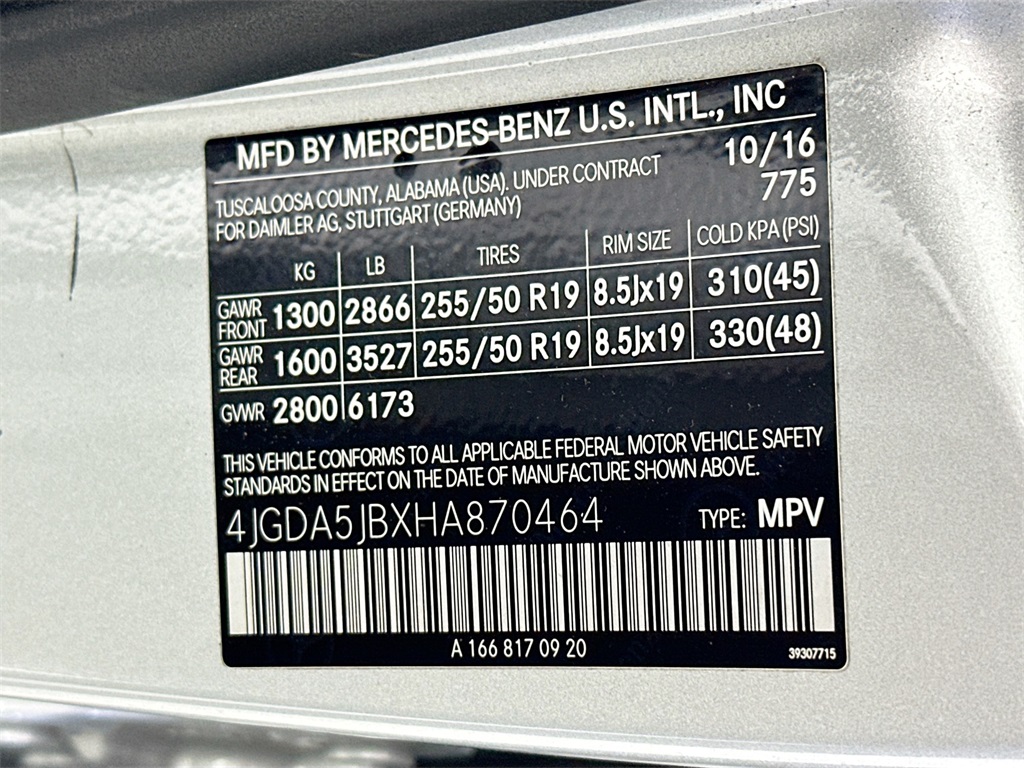 MFD BY MERCEDES-BENZ U.S. INTL., INC
TUSCALOOSA COUNTY, ALABAMA (USA). UNDER CONTRACT 10/16
FOR DAIMLER AG, STUTTGART (GERMANY) 775
KG LB TIRES RIM SIZE COLD KPA (PSI)
GAWR FRONT 1300 2866 255/50 R19 8.5Jx19 310(45)
GAWR REAR 1600 3527 255/50 R19 8.5Jx19 330(48)
GVWR 2800 6173
THIS VEHICLE CONFORMS TO ALL APPLICABLE FEDERAL MOTOR VEHICLE SAFETY
STANDARDS IN EFFECT ON THE DATE OF MANUFACTURE SHOWN ABOVE.
4JGDA5JBXHA870464 TYPE: MPV
A 166 817 09 20 39307715